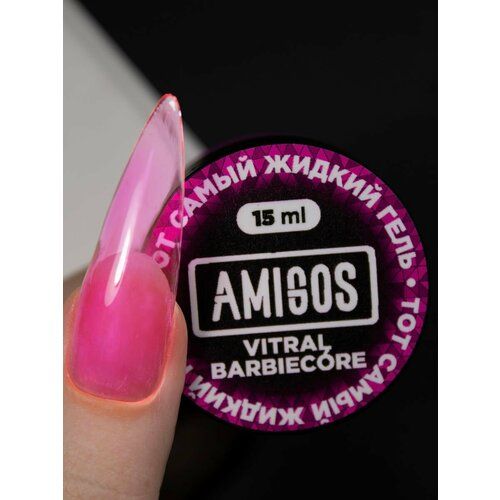 ТОТ САМЫЙ ЖИДКИЙ ГЕЛЬ • ТОТ САМЫЙ ЖИДКИЙ
15 ml
AMIGOS
VITRAL
BARBIECORE